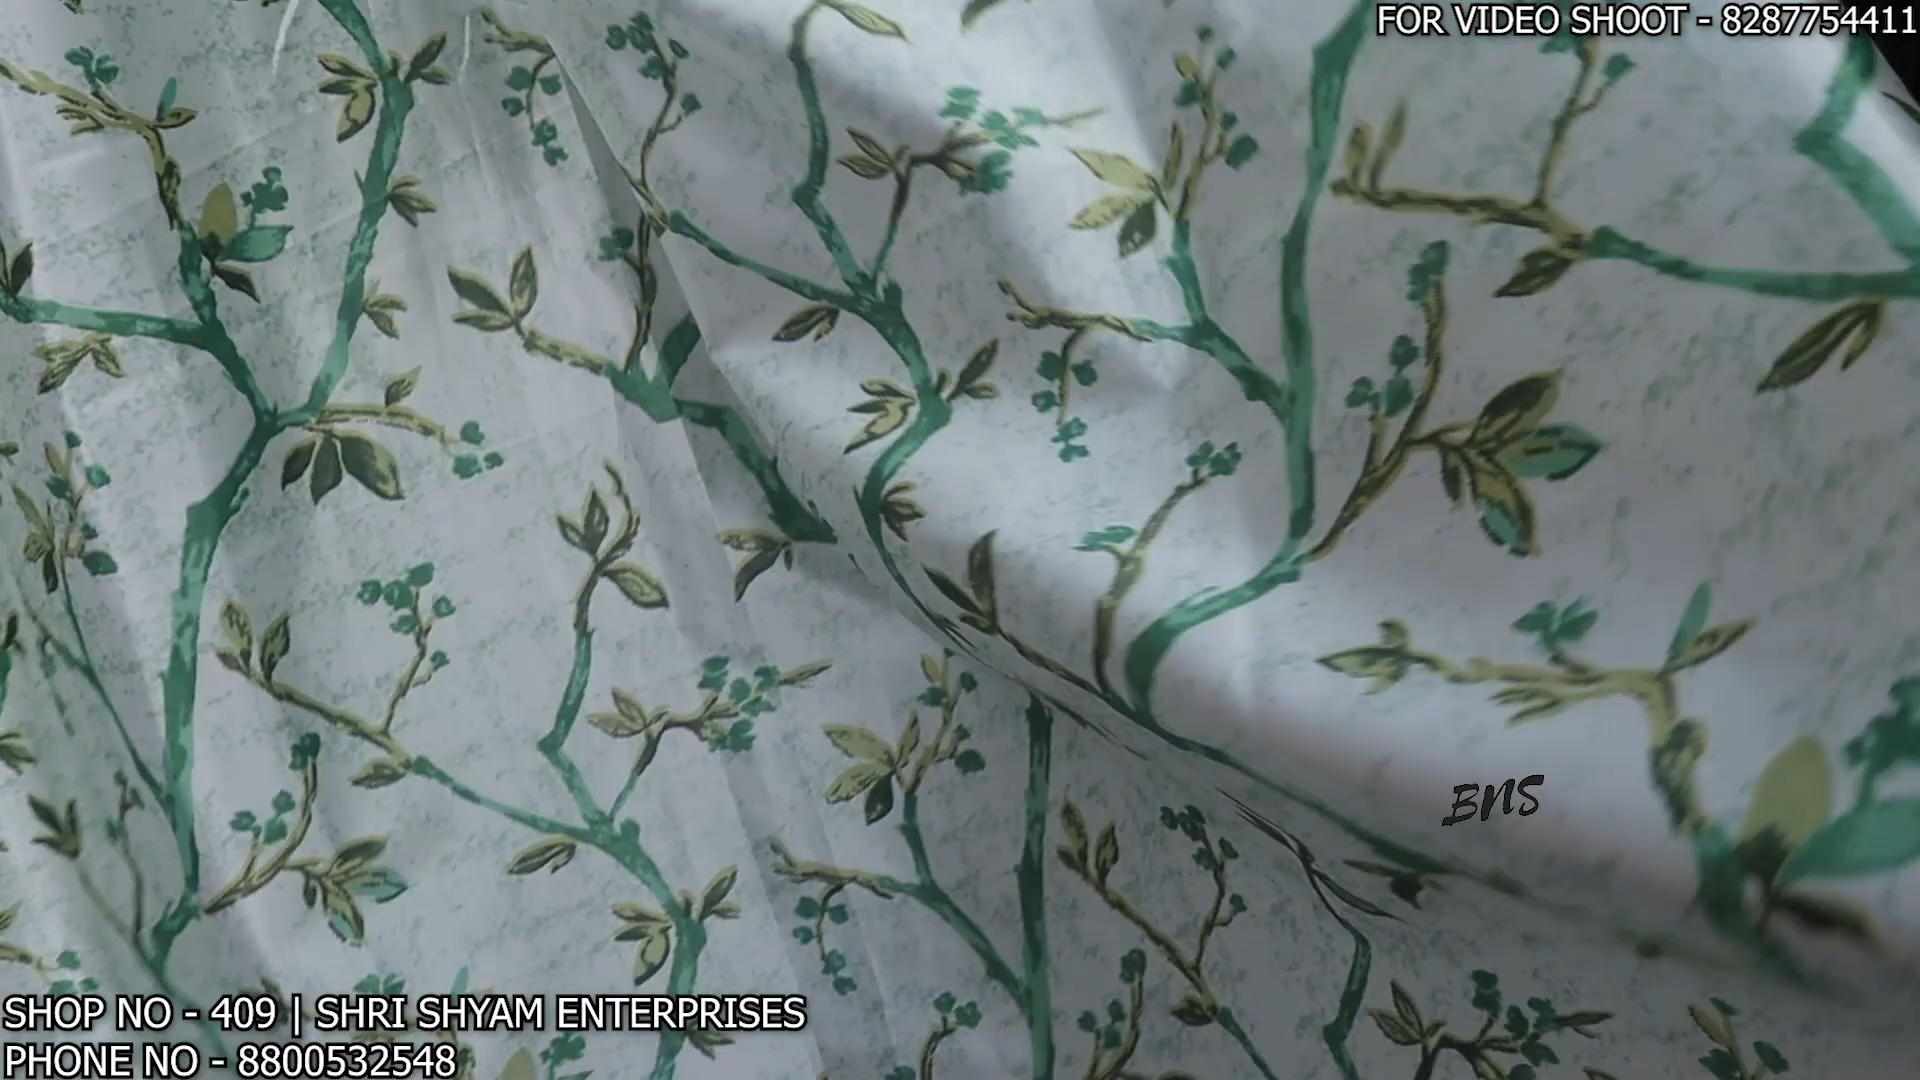 FOR VIDEO SHOOT - 8287754411
BNS
SHOP NO - 409 | SHRI SHYAM ENTERPRISES
PHONE NO - 8800532548